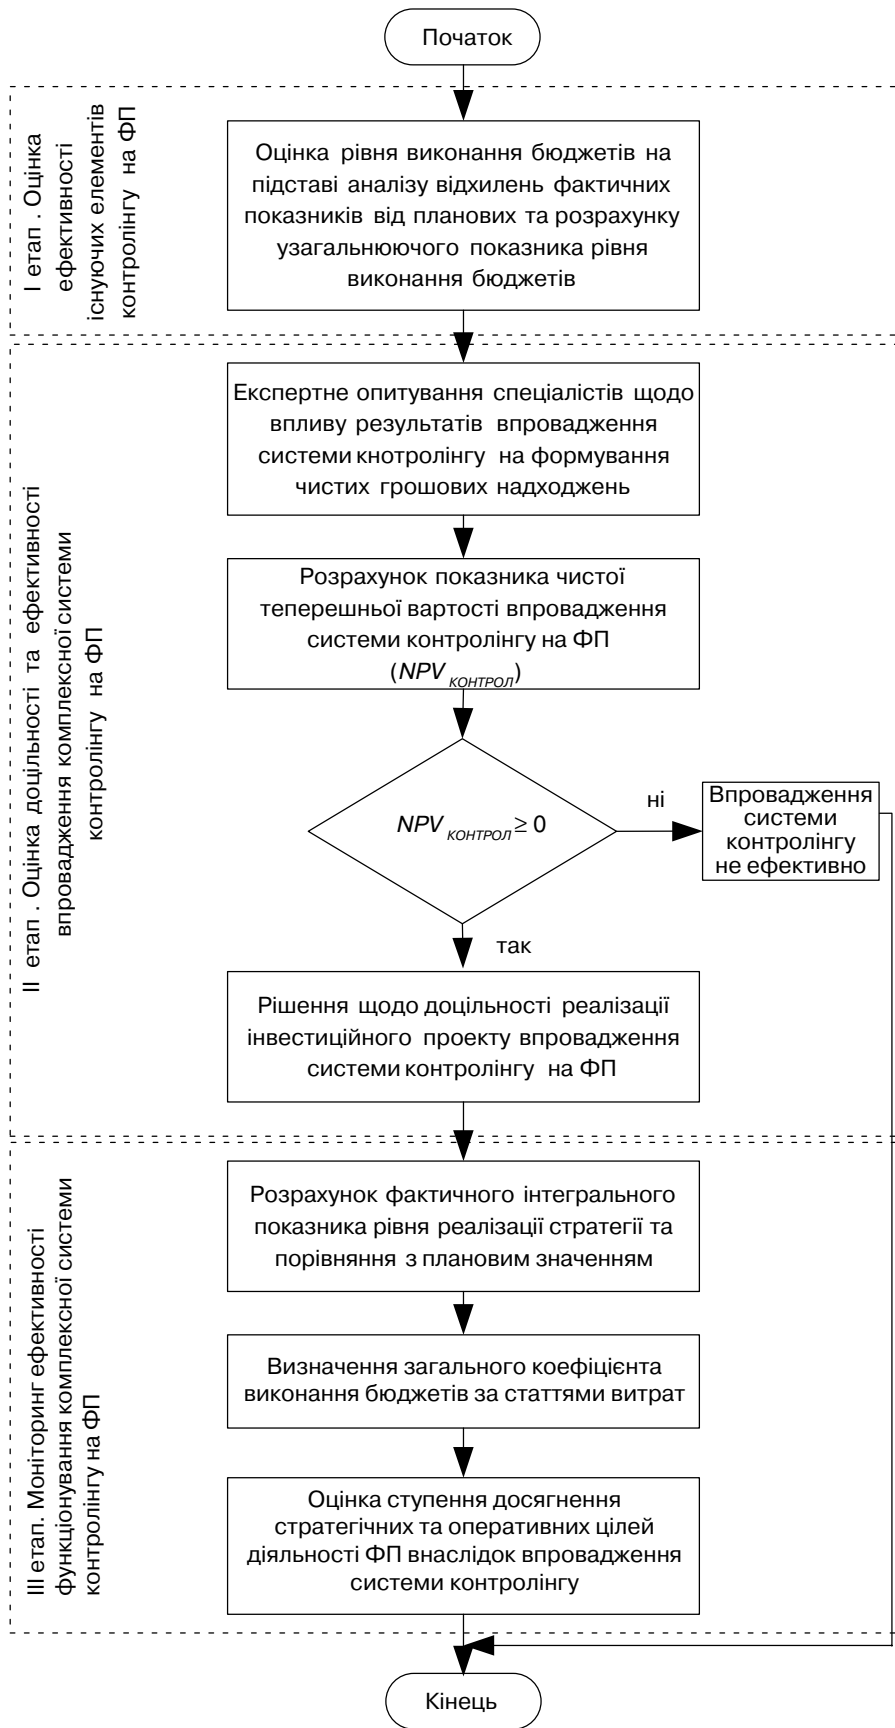 Початок
І етап . Оцінка
ефективності
існуючих елементів
контролінгу на ФП
Оцінка рівня виконання бюджетів на
підставі аналізу відхилень фактичних
показників від планових та розрахунку
узагальнюючого показника рівня
виконання бюджетів
ІІ етап . Оцінка доцільності та ефективності
впровадження комплексної системи
контролінгу на ФП
Експертне опитування спеціалістів щодо
впливу результатів впровадження
системи кнотролінгу на формування
чистих грошових надходжень
Розрахунок показника чистої
теперешньої вартості впровадження
системи контролінгу на ФП
(NPV КОНТРОЛ)
NPV КОНТРОЛ ≥ 0
ні
Впровадження
системи
контролінгу
не ефективно
так
Рішення щодо доцільності реалізації
інвестиційного проекту впровадження
системи контролінгу на ФП
ІІІ етап. Моніторинг ефективності
функціонування комплексної системи
контролінгу на ФП
Розрахунок фактичного інтегрального
показника рівня реалізації стратегії та
порівняння з плановим значенням
Визначення загального коефіцієнта
виконання бюджетів за статтями витрат
Оцінка ступення досягнення
стратегічних та оперативних цілей
діяльності ФП внаслідок впровадження
системи контролінгу
Кінець